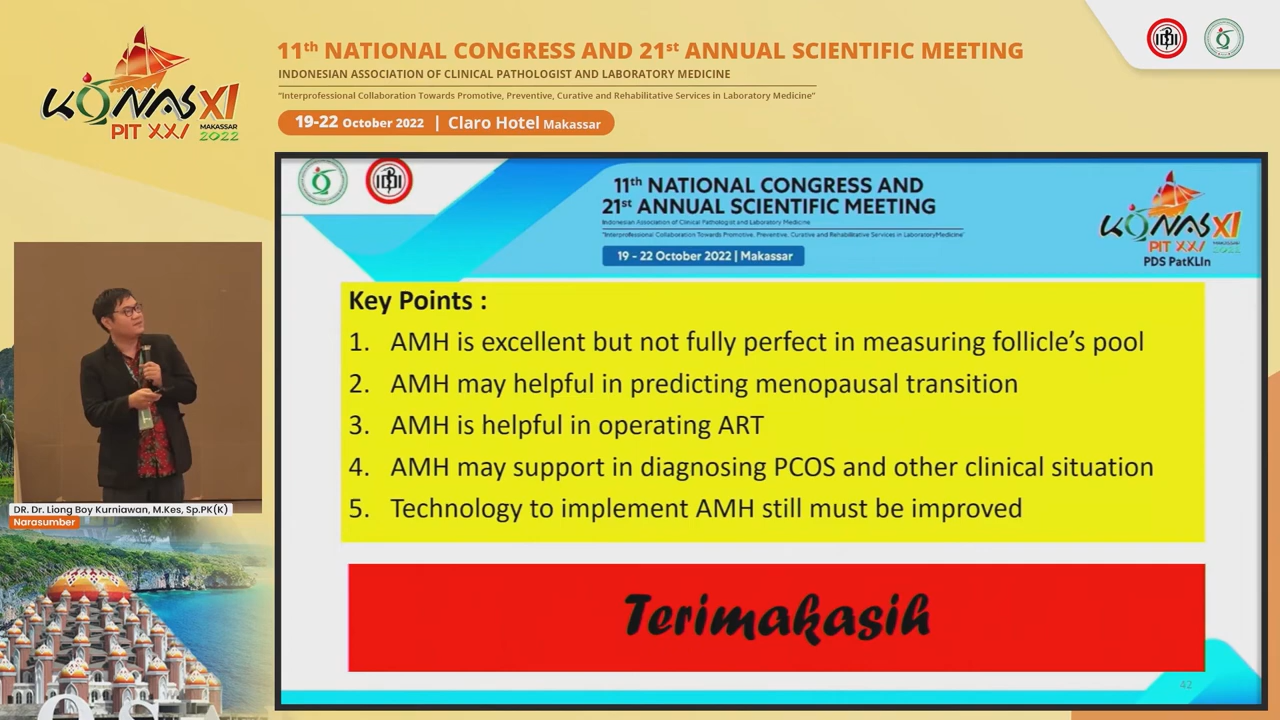 11th NATIONAL CONGRESS AND 21st ANNUAL SCIENTIFIC MEETING
INDONESIAN ASSOCIATION OF CLINICAL PATHOLOGIST AND LABORATORY MEDICINE
"Interprofessional Collaboration Towards Promotive, Preventive, Curative and Rehabilitative Services in Laboratory Medicine"
19-22 October 2022 | Claro Hotel Makassar
KONAS XI
PIT XXI
MAKASSAR
2022
11th NATIONAL CONGRESS AND
21st ANNUAL SCIENTIFIC MEETING
Indonesian Association of Clinical Pathologist and Laboratory Medicine
"Interprofessional Collaboration Towards Promotive, Preventive, Curative and Rehabilitative Services in LaboratoryMedicine"
19 - 22 October 2022 | Makassar
KONAS XI
PIT XXI
PDS PatKLIn
Key Points :
1. AMH is excellent but not fully perfect in measuring follicle's pool
2. AMH may helpful in predicting menopausal transition
3. AMH is helpful in operating ART
4. AMH may support in diagnosing PCOS and other clinical situation
5. Technology to implement AMH still must be improved
Terimakasih
42
DR. Dr. Liong Boy Kurniawan, M.Kes, Sp.PK(K)
Narasumber